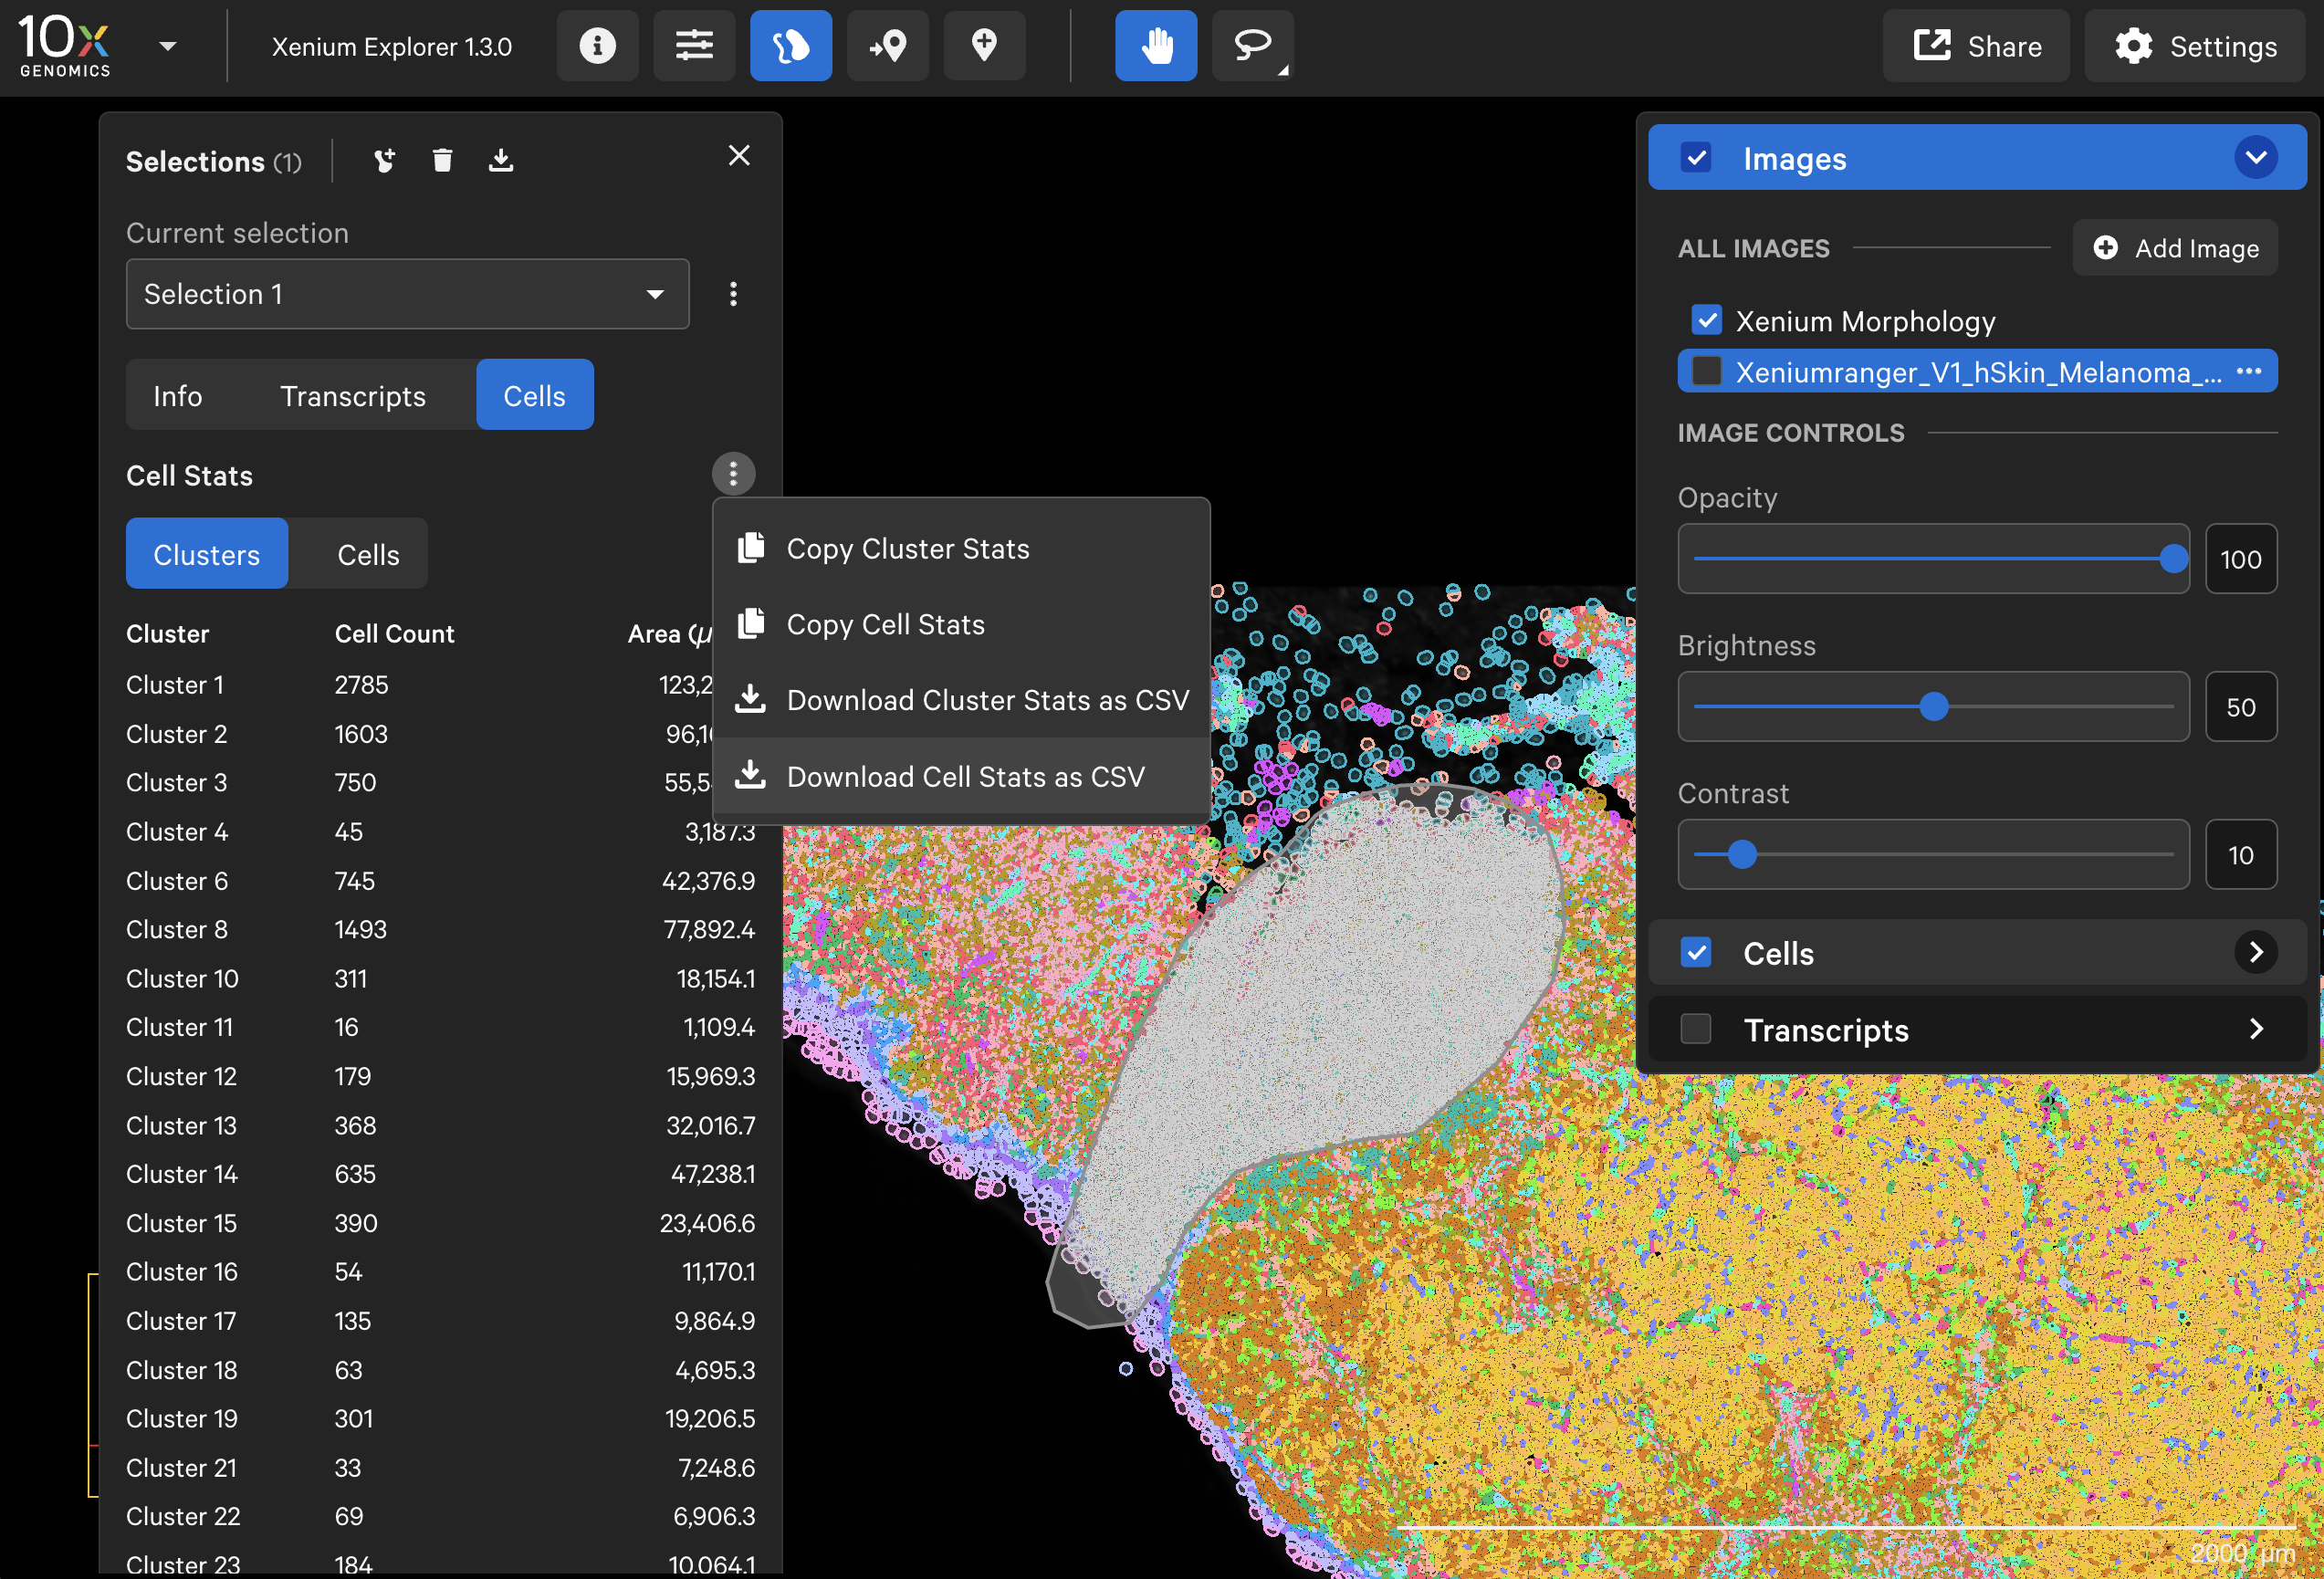 10x
GENOMICS
Xenium Explorer 1.3.0
Share
Settings
Selections (1)
Current selection
Selection 1
Info Transcripts Cells
Cell Stats
Clusters Cells
Cluster Cell Count Area (μ
Cluster 1 2785 123,2
Cluster 2 1603 96,1
Cluster 3 750 55,5
Cluster 4 45 3,187.3
Cluster 6 745 42,376.9
Cluster 8 1493 77,892.4
Cluster 10 311 18,154.1
Cluster 11 16 1,109.4
Cluster 12 179 15,969.3
Cluster 13 368 32,016.7
Cluster 14 635 47,238.1
Cluster 15 390 23,406.6
Cluster 16 54 11,170.1
Cluster 17 135 9,864.9
Cluster 18 63 4,695.3
Cluster 19 301 19,206.5
Cluster 21 33 7,248.6
Cluster 22 69 6,906.3
Cluster 23 184 10,064.1
Copy Cluster Stats
Copy Cell Stats
Download Cluster Stats as CSV
Download Cell Stats as CSV
Images
ALL IMAGES
Add Image
Xenium Morphology
Xeniumranger_V1_hSkin_Melanoma_...
IMAGE CONTROLS
Opacity
100
Brightness
50
Contrast
10
Cells
Transcripts
2000 μm